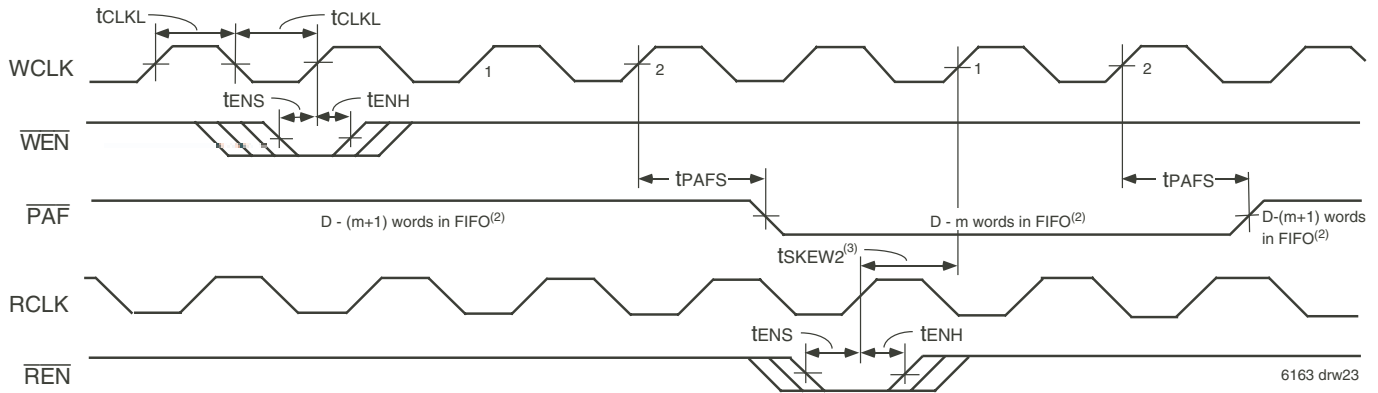 tCLKL tCLKL
WCLK 1 2 1 2
tENS tENH
WEN
tPAFS tPAFS
PAF
D - (m+1) words in FIFO(2) D - m words in FIFO(2) D-(m+1) words
in FIFO(2)
tSKEW2(3)
RCLK
tENS tENH
REN
6163 drw23